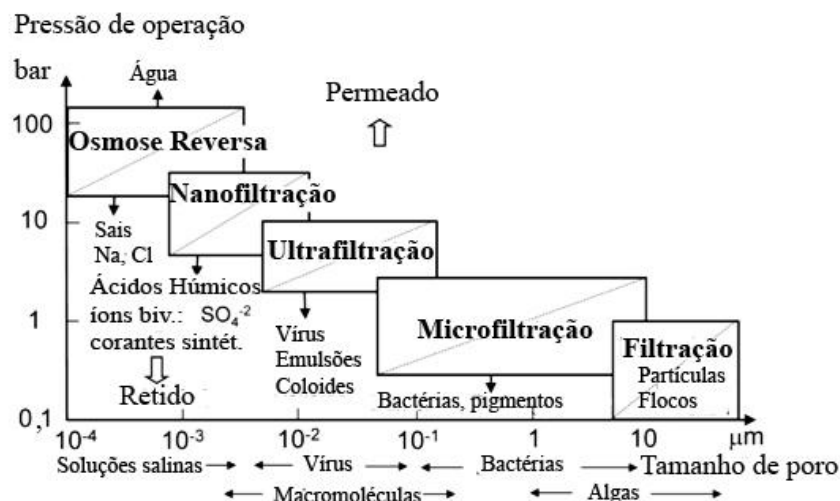 Pressão de operação
bar
Água
Permeado
100
Osmose Reversa
Nanofiltração
10
Ultrafiltração
Sais
Na, Cl
Ácidos Húmicos
íons biv.: SO₄⁻²
corantes sintét.
1
Microfiltração
Vírus
Emulsões
Coloides
Filtração
Partículas
Flocos
Retido
Bactérias, pigmentos
0,1
10⁻⁴ 10⁻³ 10⁻² 10⁻¹ 1 10 μm
Soluções salinas Vírus Bactérias Tamanho de poro
Macromoléculas Algas